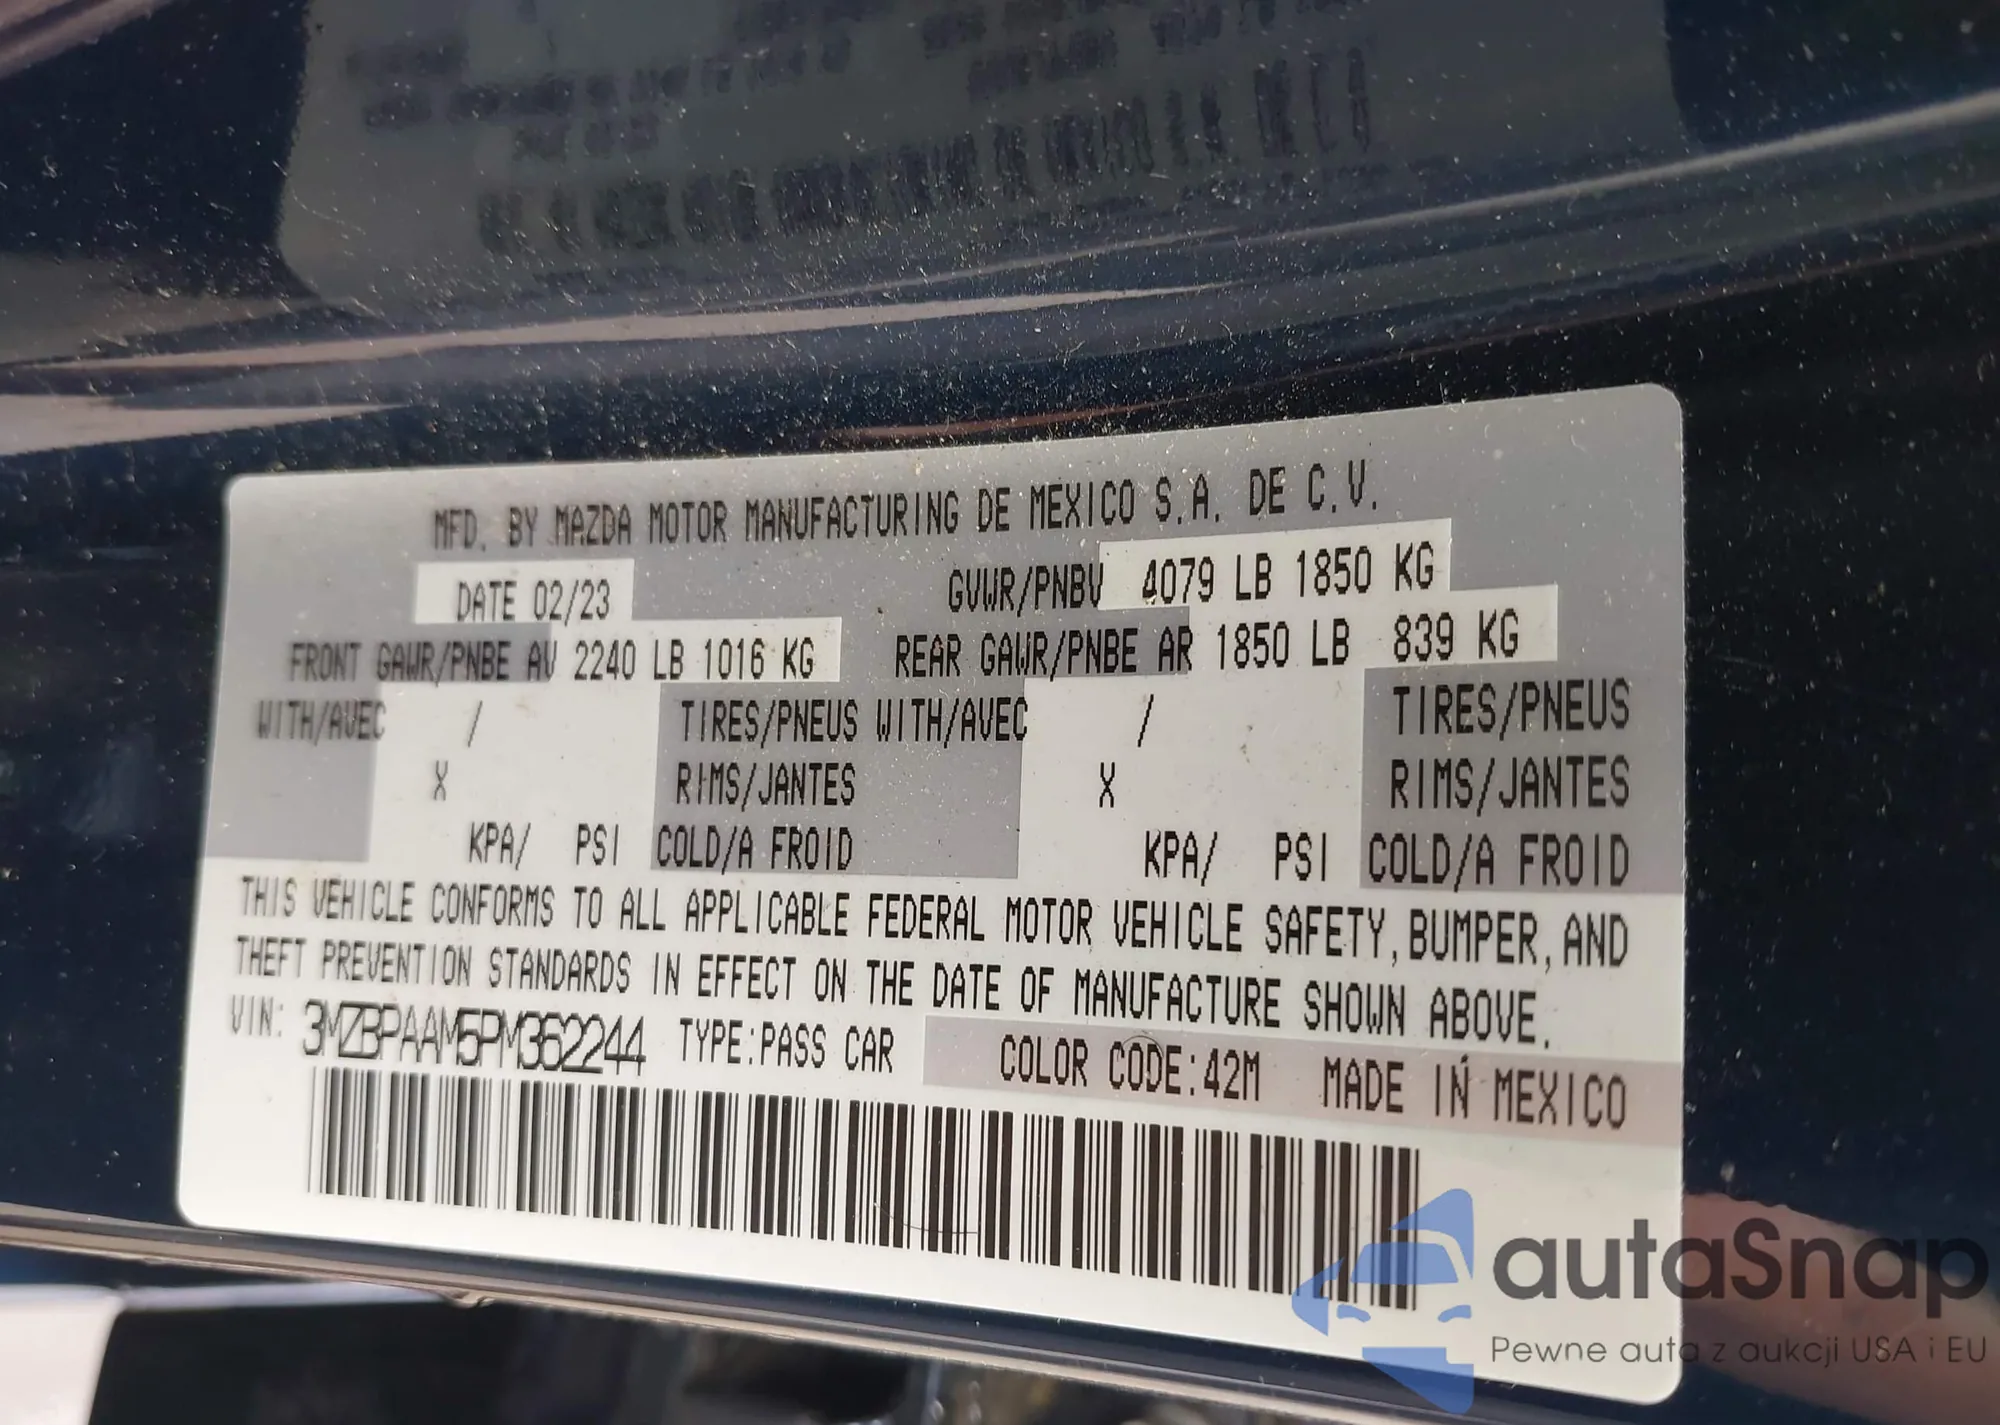 MFD. BY MAZDA MOTOR MANUFACTURING DE MEXICO S.A. DE C.V.
DATE 02/23 GVWR/PNBV 4079 LB 1850 KG
FRONT GAWR/PNBE AV 2240 LB 1016 KG REAR GAWR/PNBE AR 1850 LB 839 KG
WITH/AVEC / TIRES/PNEUS WITH/AVEC / TIRES/PNEUS
X RIMS/JANTES X RIMS/JANTES
KPA/ PSI COLD/A FROID KPA/ PSI COLD/A FROID
THIS VEHICLE CONFORMS TO ALL APPLICABLE FEDERAL MOTOR VEHICLE SAFETY, BUMPER, AND
THEFT PREVENTION STANDARDS IN EFFECT ON THE DATE OF MANUFACTURE SHOWN ABOVE.
VIN: 3MZBPAAM5PM362244 TYPE:PASS CAR COLOR CODE:42M MADE IN MEXICO
autaSnap
Pewne auta z aukcji USA i EU